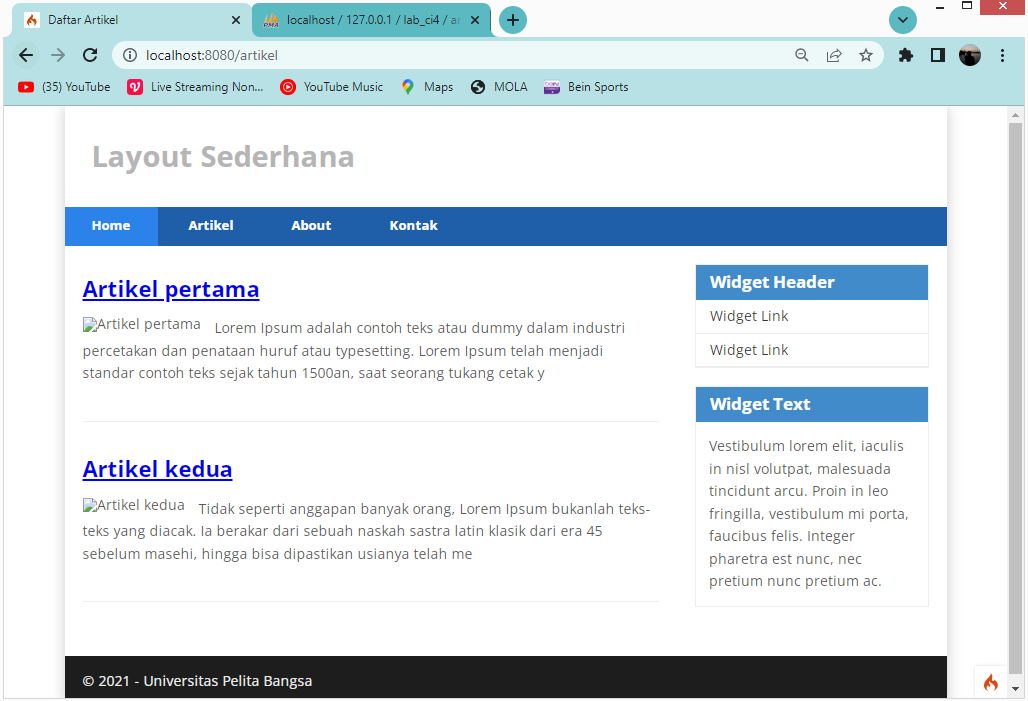 Daftar Artikel
localhost / 127.0.0.1 / lab_ci4 / ar
localhost:8080/artikel
(35) YouTube
Live Streaming Non...
YouTube Music
Maps
MOLA
Bein Sports
Layout Sederhana
Home
Artikel
About
Kontak
Artikel pertama
Artikel pertama Lorem Ipsum adalah contoh teks atau dummy dalam industri
percetakan dan penataan huruf atau typesetting. Lorem Ipsum telah menjadi
standar contoh teks sejak tahun 1500an, saat seorang tukang cetak y
Artikel kedua
Artikel kedua Tidak seperti anggapan banyak orang, Lorem Ipsum bukanlah teks-
teks yang diacak. Ia berakar dari sebuah naskah sastra latin klasik dari era 45
sebelum masehi, hingga bisa dipastikan usianya telah me
Widget Header
Widget Link
Widget Link
Widget Text
Vestibulum lorem elit, iaculis
in nisl volutpat, malesuada
tincidunt arcu. Proin in leo
fringilla, vestibulum mi porta,
faucibus felis. Integer
pharetra est nunc, nec
pretium nunc pretium ac.
© 2021 - Universitas Pelita Bangsa